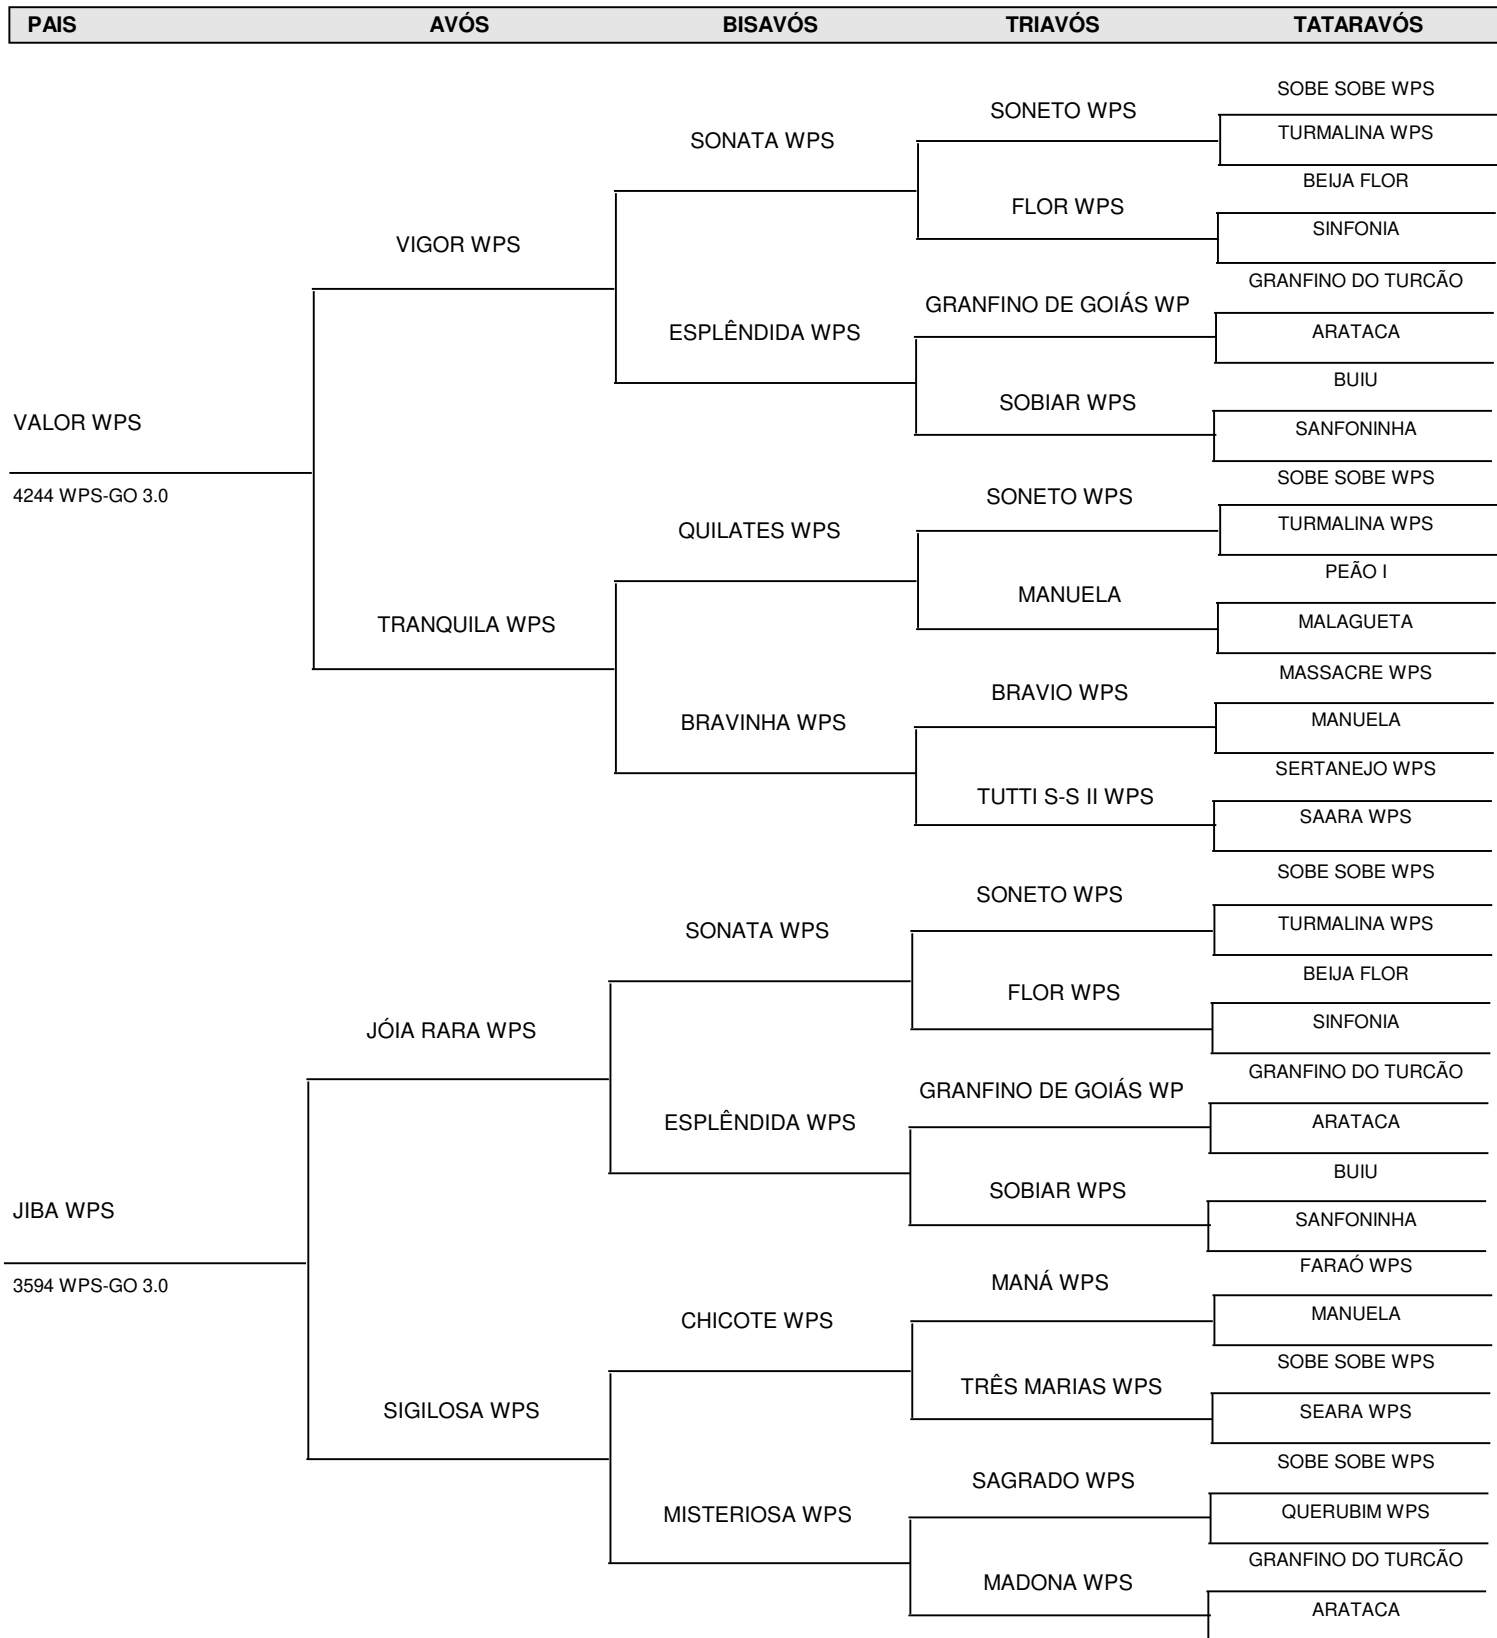 PAIS AVÓS BISAVÓS TRIAVÓS TATARAVÓS
SOBE SOBE WPS
SONETO WPS
TURMALINA WPS
SONATA WPS
BEIJA FLOR
FLOR WPS
SINFONIA
VIGOR WPS
GRANFINO DO TURCÃO
GRANFINO DE GOIÁS WP
ARATACA
ESPLÊNDIDA WPS
BUIU
SOBIAR WPS
VALOR WPS
SANFONINHA
SOBE SOBE WPS
4244 WPS-GO 3.0
SONETO WPS
TURMALINA WPS
QUILATES WPS
PEÃO I
MANUELA
MALAGUETA
TRANQUILA WPS
MASSACRE WPS
BRAVIO WPS
MANUELA
BRAVINHA WPS
SERTANEJO WPS
TUTTI S-S II WPS
SAARA WPS
SOBE SOBE WPS
SONETO WPS
TURMALINA WPS
SONATA WPS
BEIJA FLOR
FLOR WPS
SINFONIA
JÓIA RARA WPS
GRANFINO DO TURCÃO
GRANFINO DE GOIÁS WP
ARATACA
ESPLÊNDIDA WPS
BUIU
SOBIAR WPS
JIBA WPS
SANFONINHA
FARAÓ WPS
3594 WPS-GO 3.0
MANÁ WPS
MANUELA
CHICOTE WPS
SOBE SOBE WPS
TRÊS MARIAS WPS
SIGILOSA WPS
SEARA WPS
SOBE SOBE WPS
SAGRADO WPS
QUERUBIM WPS
MISTERIOSA WPS
GRANFINO DO TURCÃO
MADONA WPS
ARATACA